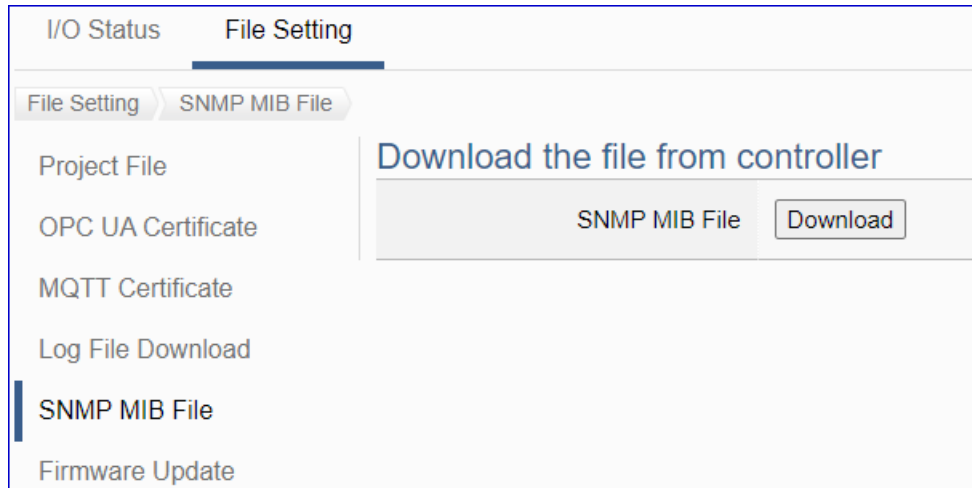 I/O Status
File Setting
File Setting
SNMP MIB File
Project File
OPC UA Certificate
MQTT Certificate
Log File Download
SNMP MIB File
Firmware Update
Download the file from controller
SNMP MIB File
Download